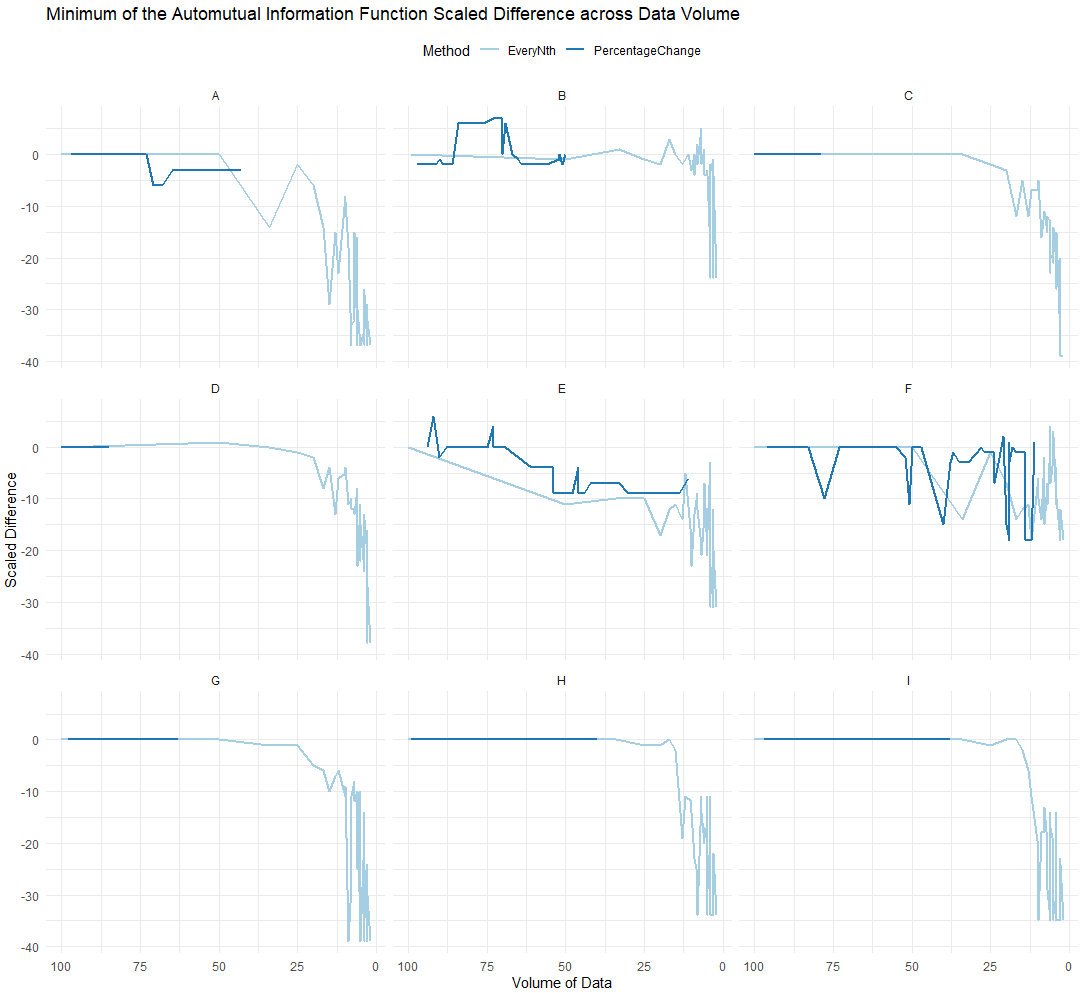 Minimum of the Automutual Information Function Scaled Difference across Data Volume
Method EveryNth PercentageChange
A B C
0
-10
-20
-30
-40
D E F
0
-10
-20
-30
-40
Scaled Difference
G H I
0
-10
-20
-30
-40
100 75 50 25 0 100 75 50 25 0 100 75 50 25 0
Volume of Data